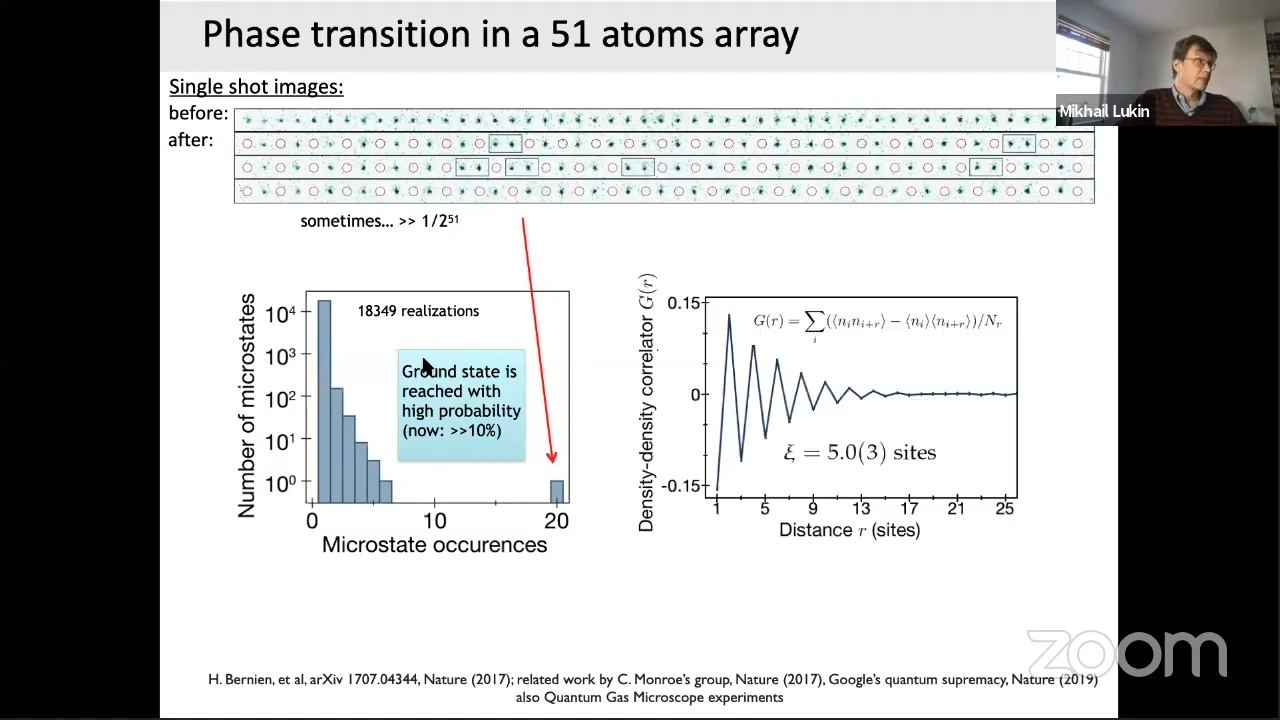 Phase transition in a 51 atoms array
Mikhail Lukin
Single shot images:
before:
after:
sometimes... >> 1/2⁵¹
Number of microstates
10⁴
10³
10²
10¹
10⁰
18349 realizations
Ground state is
reached with
high probability
(now: >>10%)
0 10 20
Microstate occurences
Density-density correlator G(r)
0.15
0
-0.15
G(r) = ∑ᵢ(⟨nᵢnᵢ₊ᵣ⟩ − ⟨nᵢ⟩⟨nᵢ₊ᵣ⟩)/Nᵣ
ξ = 5.0(3) sites
1 5 9 13 17 21 25
Distance r (sites)
zoom
H. Bernien, et al, arXiv 1707.04344, Nature (2017); related work by C. Monroe's group, Nature (2017), Google's quantum supremacy, Nature (2019)
also Quantum Gas Microscope experiments